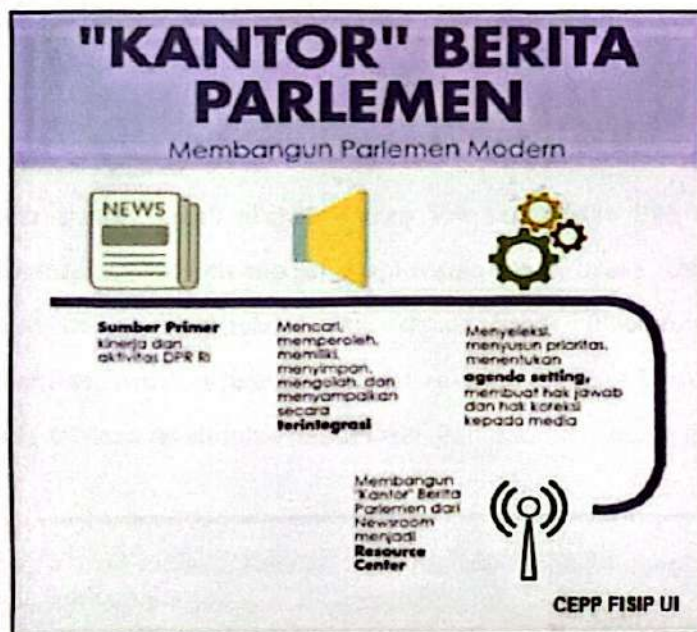 "KANTOR" BERITA
PARLEMEN
Membangun Parlemen Modern
NEWS
Sumber Primer
kinerja dan
aktivitas DPR RI
Mencari,
memperoleh,
memiliki,
menyimpan,
mengolah, dan
menyampaikan
secara
terintegrasi
Menyeleksi,
menyusun prioritas,
menentukan
agenda setting,
membuat hak jawab
dan hak koreksi
kepada media
Membangun
"Kantor" Berita
Parlemen dari
Newsroom
menjadi
Resource
Center
CEPP FISIP UI